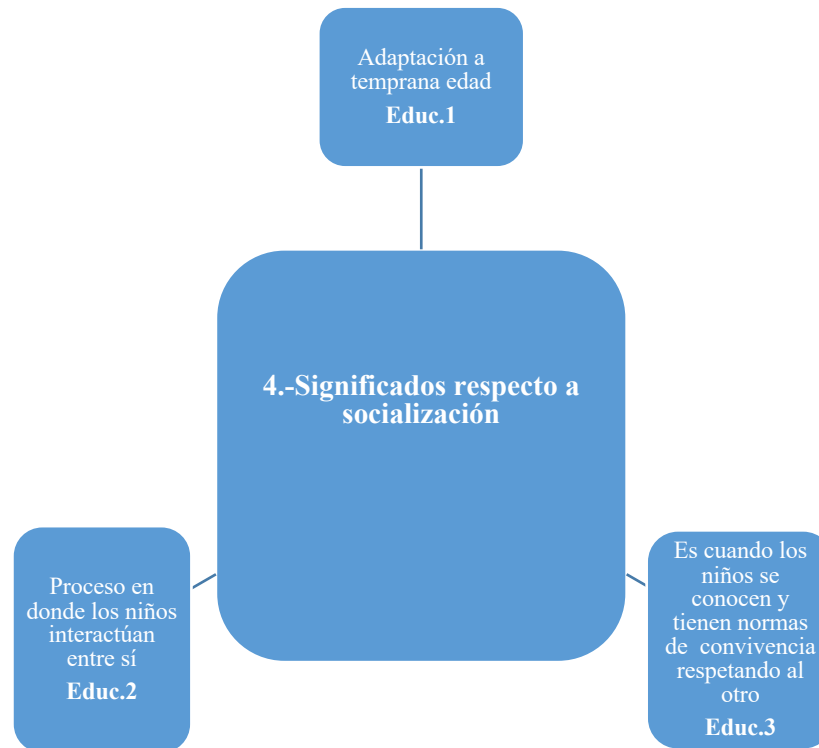 Adaptación a
temprana edad
Educ.1
4.-Significados respecto a
socialización
Proceso en
donde los niños
interactúan
entre sí
Educ.2
Es cuando los
niños se
conocen y
tienen normas
de convivencia
respetando al
otro
Educ.3